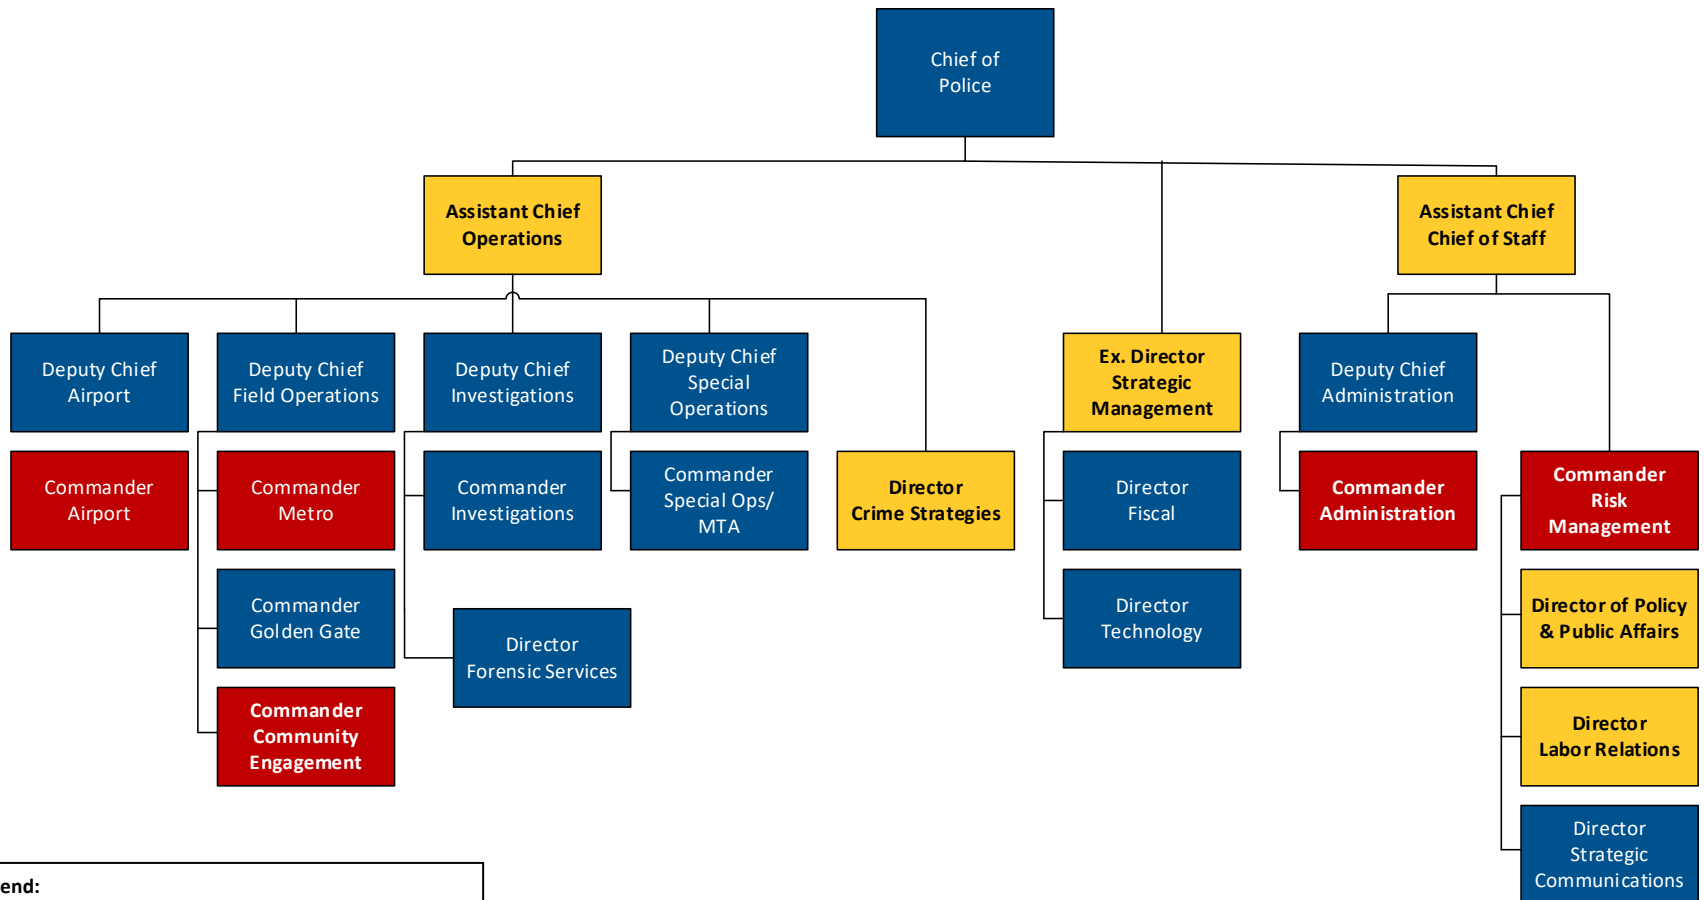 Chief of
Police
Assistant Chief
Operations
Assistant Chief
Chief of Staff
Deputy Chief
Airport
Deputy Chief
Field Operations
Deputy Chief
Investigations
Deputy Chief
Special
Operations
Ex. Director
Strategic
Management
Deputy Chief
Administration
Commander
Airport
Commander
Metro
Commander
Investigations
Commander
Special Ops/
MTA
Director
Crime Strategies
Director
Fiscal
Commander
Administration
Commander
Risk
Management
Commander
Golden Gate
Director
Forensic Services
Director
Technology
Director of Policy
& Public Affairs
Commander
Community
Engagement
Director
Labor Relations
Director
Strategic
Communications
end: